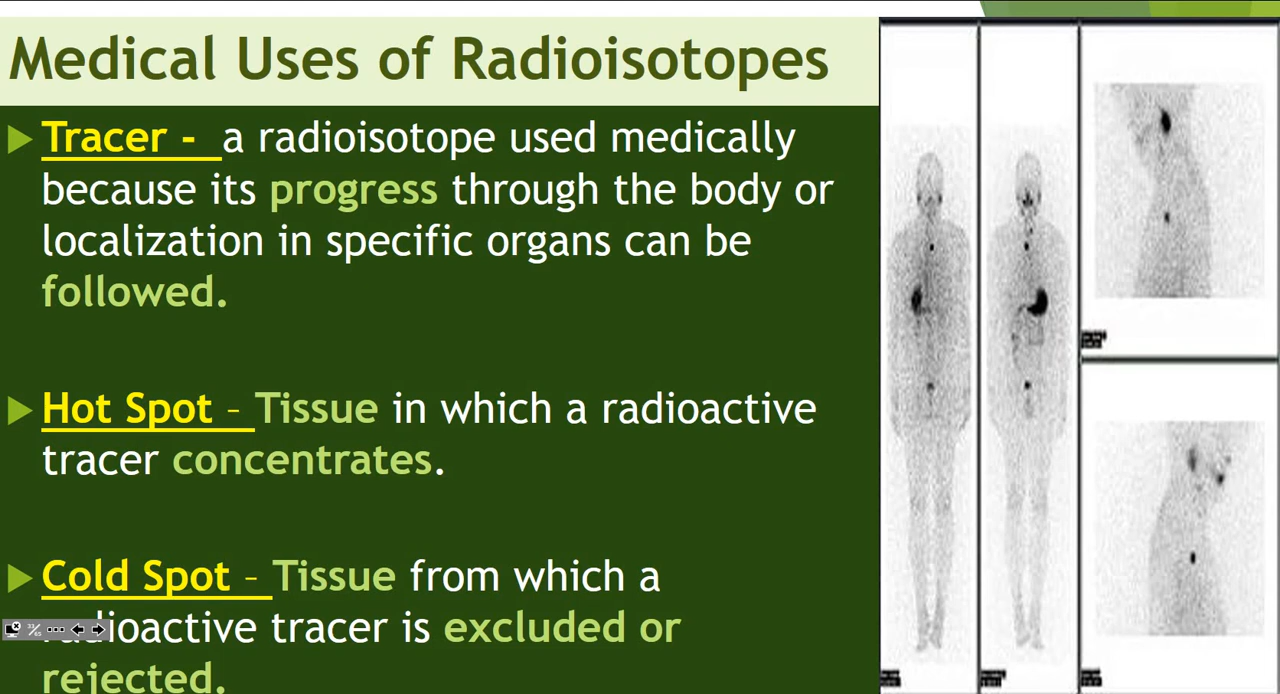 Medical Uses of Radioisotopes
Tracer - a radioisotope used medically
because its progress through the body or
localization in specific organs can be
followed.
Hot Spot – Tissue in which a radioactive
tracer concentrates.
Cold Spot – Tissue from which a
radioactive tracer is excluded or
rejected.